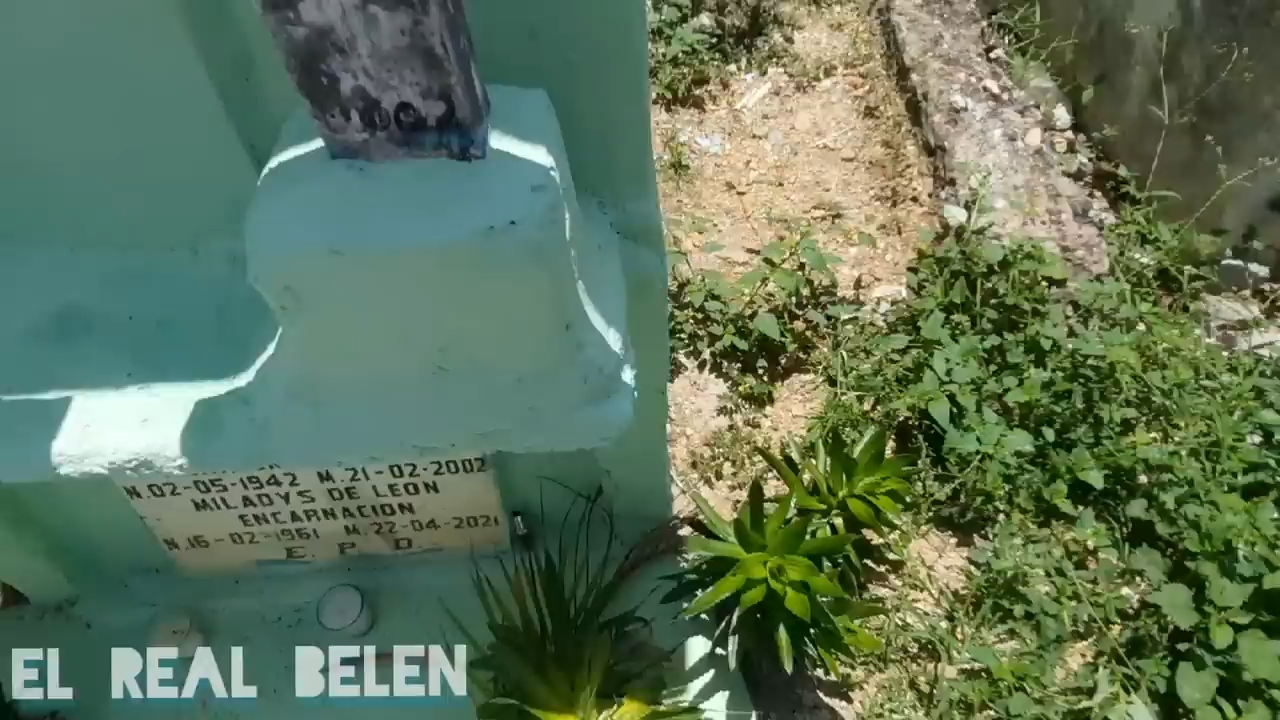 N.02-05-1942 M.21-02-2002
MILADYS DE LEON
ENCARNACION
N.16-02-1961 M.22-04-2021
E. P. D.
EL REAL BELEN